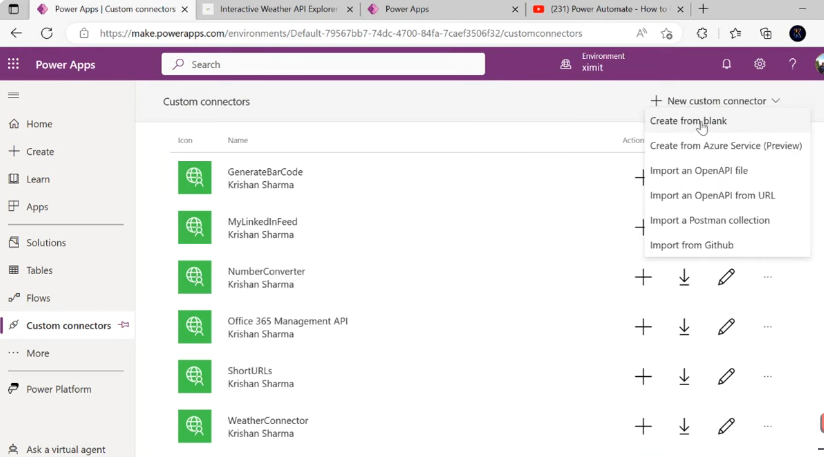 Power Apps | Custom connectors
Interactive Weather API Explorer
Power Apps
(231) Power Automate - How to
https://make.powerapps.com/environments/Default-79567bb7-74dc-4700-84fa-7caef3506f32/customconnectors
Power Apps
Search
Environment
ximit
Home
Create
Learn
Apps
Solutions
Tables
Flows
Custom connectors
More
Power Platform
Ask a virtual agent
Custom connectors
New custom connector
Create from blank
Create from Azure Service (Preview)
Import an OpenAPI file
Import an OpenAPI from URL
Import a Postman collection
Import from Github
Icon
Name
Action
GenerateBarCode
Krishan Sharma
MyLinkedInFeed
Krishan Sharma
NumberConverter
Krishan Sharma
Office 365 Management API
Krishan Sharma
ShortURLs
Krishan Sharma
WeatherConnector
Krishan Sharma